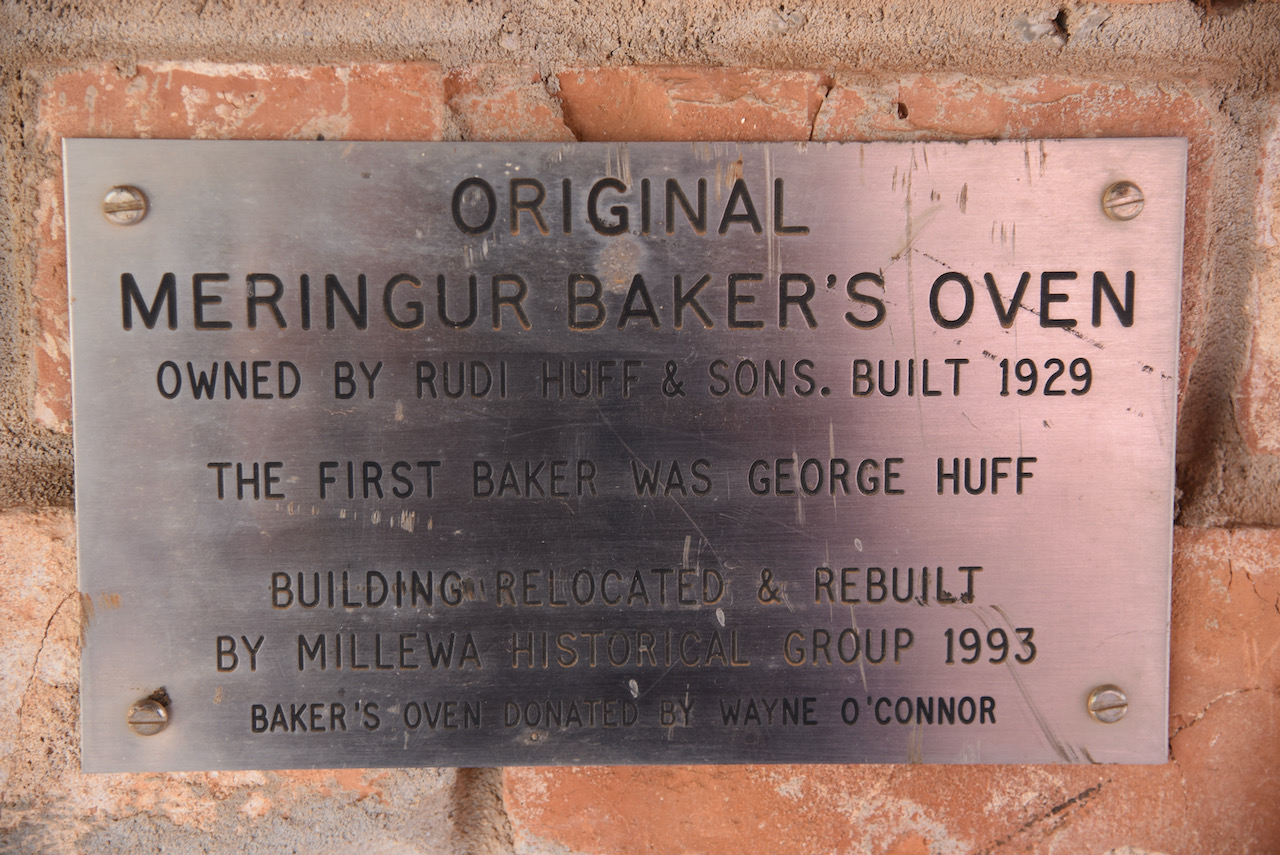 ORIGINAL
MERINGUR BAKER'S OVEN
OWNED BY RUDI HUFF & SONS. BUILT 1929
THE FIRST BAKER WAS GEORGE HUFF
BUILDING RELOCATED & REBUILT
BY MILLEWA HISTORICAL GROUP 1993
BAKER'S OVEN DONATED BY WAYNE O'CONNOR